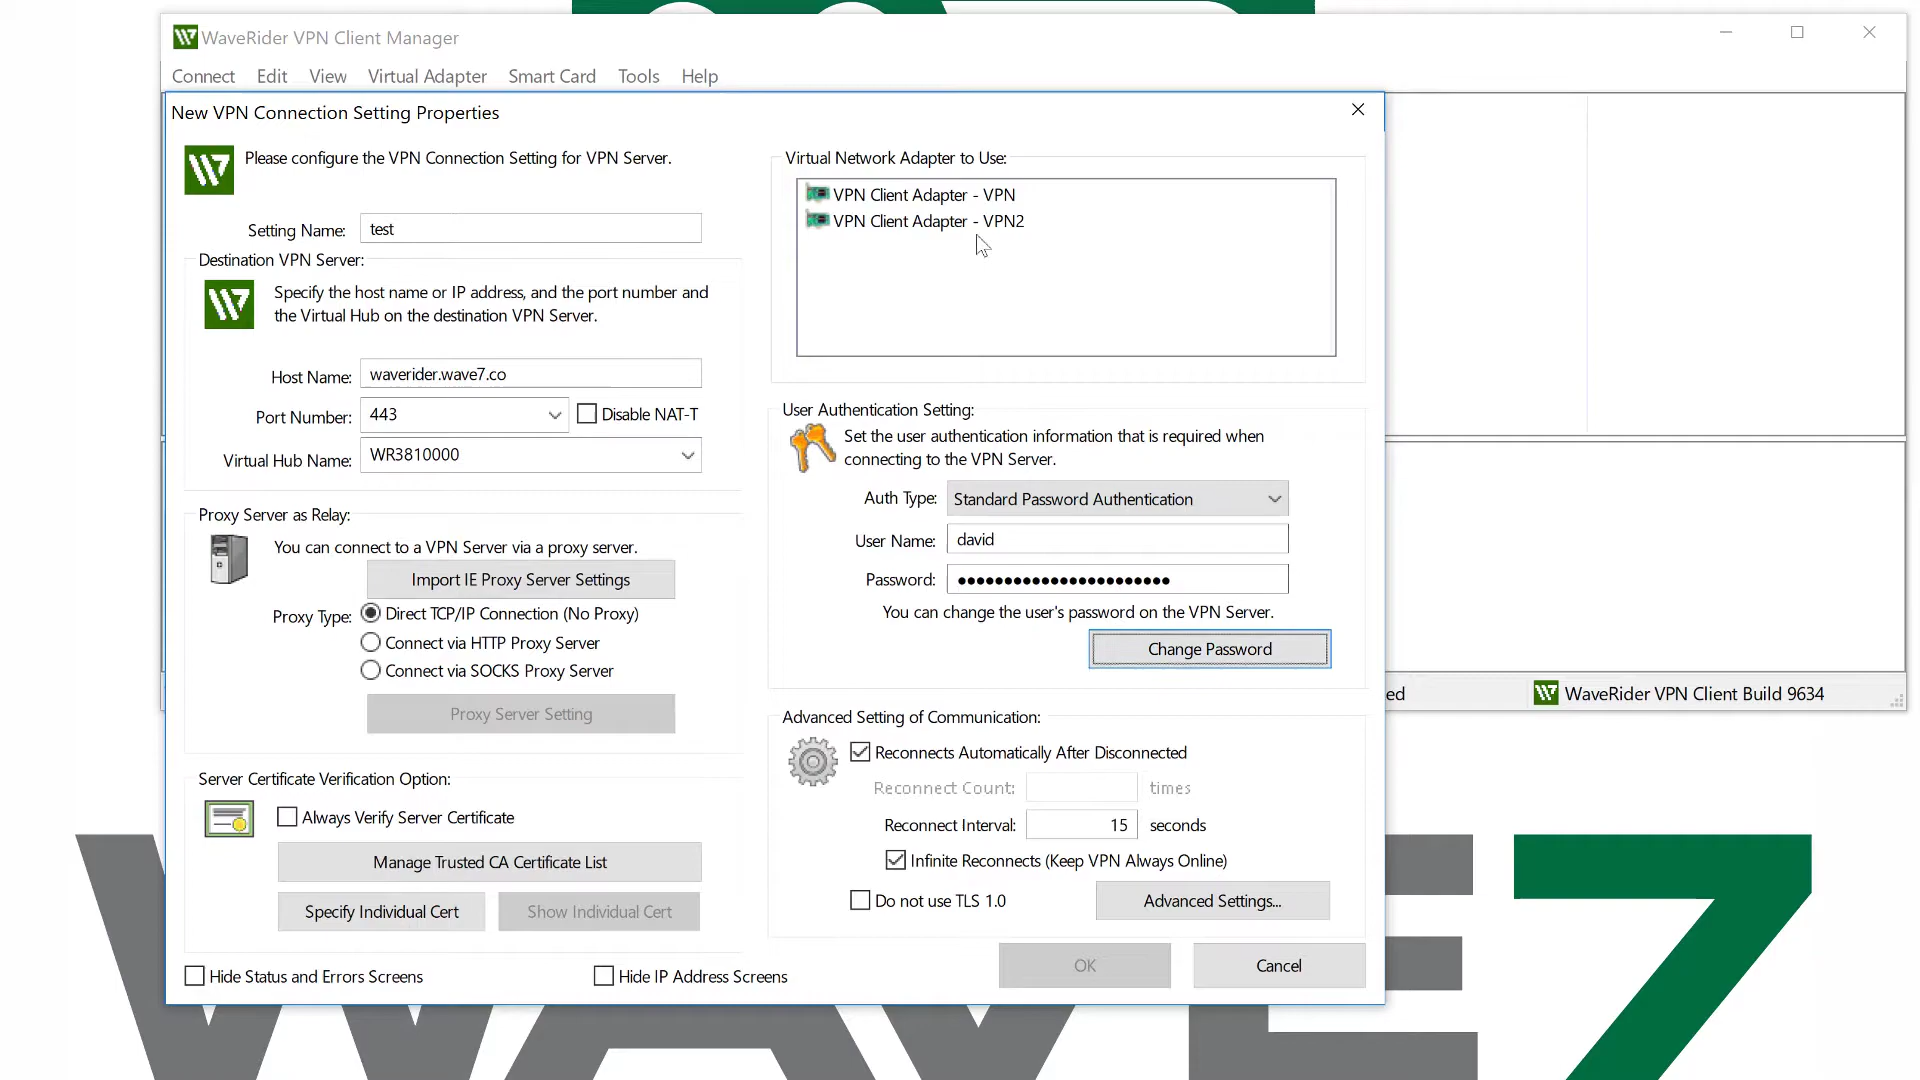 WaveRider VPN Client Manager
Connect Edit View Virtual Adapter Smart Card Tools Help
New VPN Connection Setting Properties
Please configure the VPN Connection Setting for VPN Server.
Setting Name: test
Destination VPN Server:
Specify the host name or IP address, and the port number and
the Virtual Hub on the destination VPN Server.
Host Name: waverider.wave7.co
Port Number: 443 Disable NAT-T
Virtual Hub Name: WR3810000
Proxy Server as Relay:
You can connect to a VPN Server via a proxy server.
Import IE Proxy Server Settings
Proxy Type: Direct TCP/IP Connection (No Proxy)
Connect via HTTP Proxy Server
Connect via SOCKS Proxy Server
Proxy Server Setting
Server Certificate Verification Option:
Always Verify Server Certificate
Manage Trusted CA Certificate List
Specify Individual Cert Show Individual Cert
Hide Status and Errors Screens Hide IP Address Screens
Virtual Network Adapter to Use:
VPN Client Adapter - VPN
VPN Client Adapter - VPN2
User Authentication Setting:
Set the user authentication information that is required when
connecting to the VPN Server.
Auth Type: Standard Password Authentication
User Name: david
Password: ●●●●●●●●●●●●●●●●●●●●●●●
You can change the user's password on the VPN Server.
Change Password
Advanced Setting of Communication:
Reconnects Automatically After Disconnected
Reconnect Count: times
Reconnect Interval: 15 seconds
Infinite Reconnects (Keep VPN Always Online)
Do not use TLS 1.0 Advanced Settings...
OK Cancel
ed
W7 WaveRider VPN Client Build 9634
WAVE7